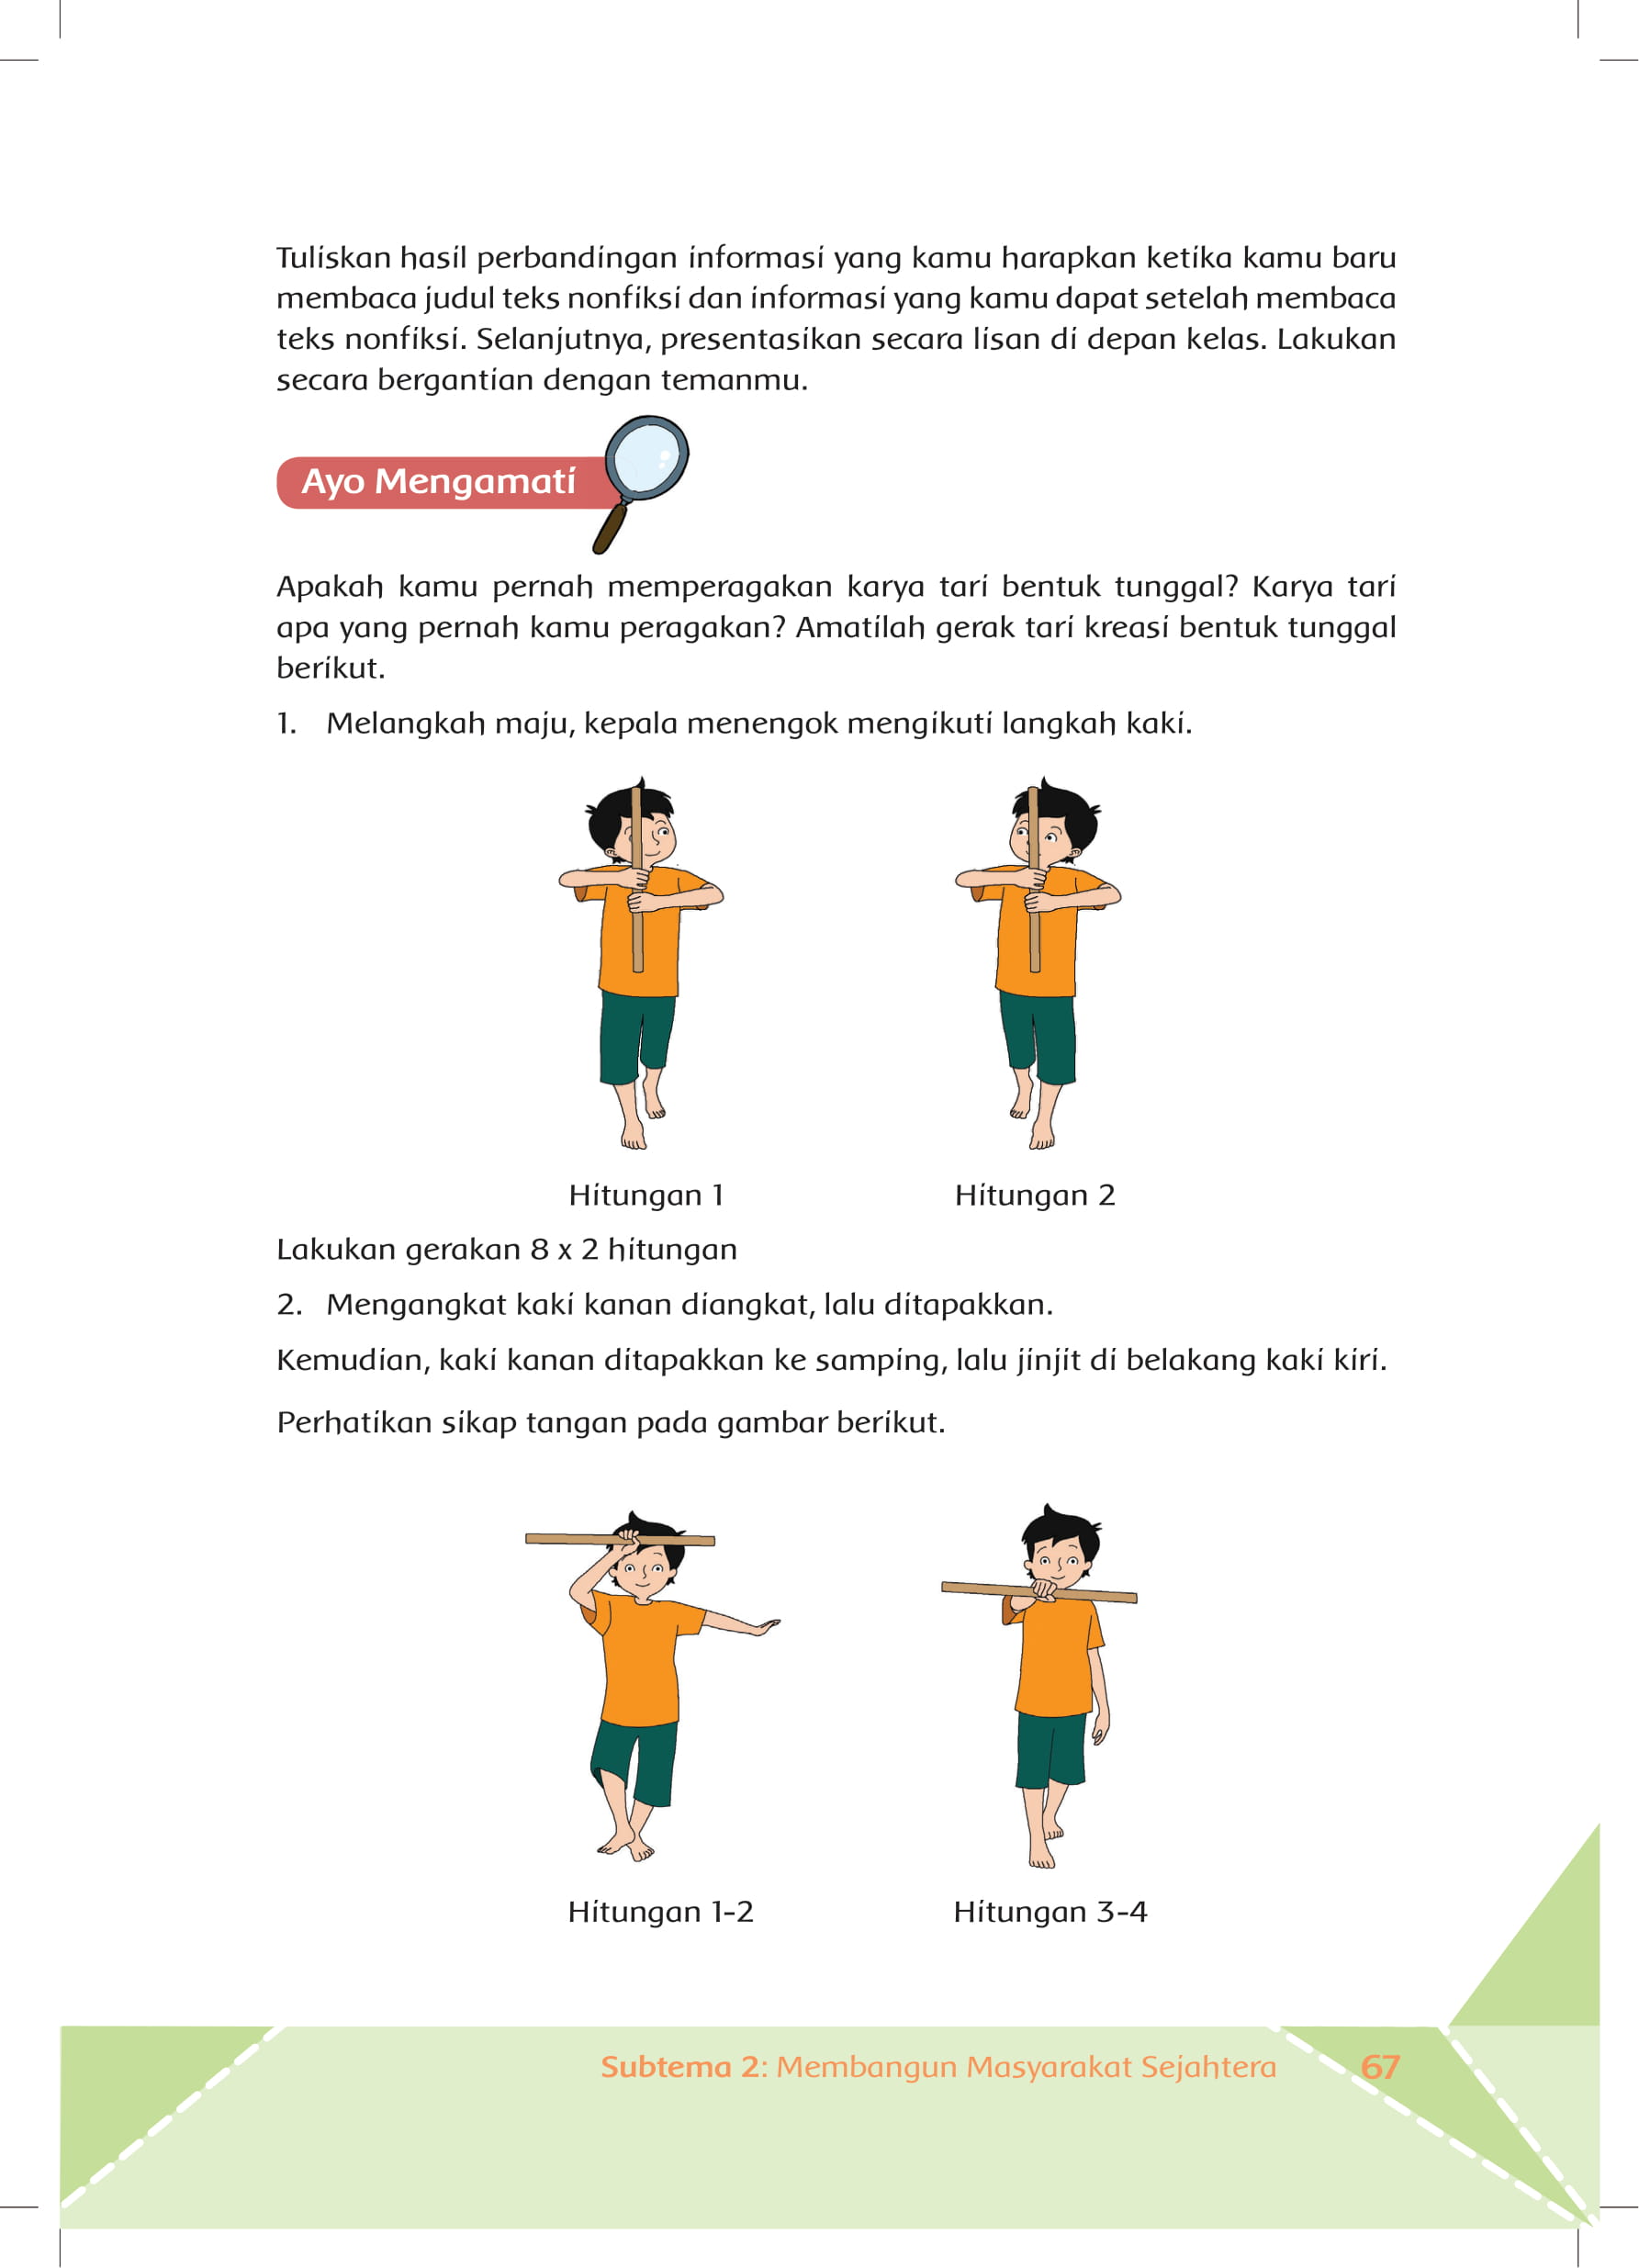 Tuliskan hasil perbandingan informasi yang kamu harapkan ketika kamu baru
membaca judul teks nonfiksi dan informasi yang kamu dapat setelah membaca
teks nonfiksi. Selanjutnya, presentasikan secara lisan di depan kelas. Lakukan
secara bergantian dengan temanmu.
Ayo Mengamati
Apakah kamu pernah memperagakan karya tari bentuk tunggal? Karya tari
apa yang pernah kamu peragakan? Amatilah gerak tari kreasi bentuk tunggal
berikut.
1. Melangkah maju, kepala menengok mengikuti langkah kaki.
Hitungan 1 Hitungan 2
Lakukan gerakan 8 x 2 hitungan
2. Mengangkat kaki kanan diangkat, lalu ditapakkan.
Kemudian, kaki kanan ditapakkan ke samping, lalu jinjit di belakang kaki kiri.
Perhatikan sikap tangan pada gambar berikut.
Hitungan 1-2 Hitungan 3-4
Subtema 2: Membangun Masyarakat Sejahtera 67